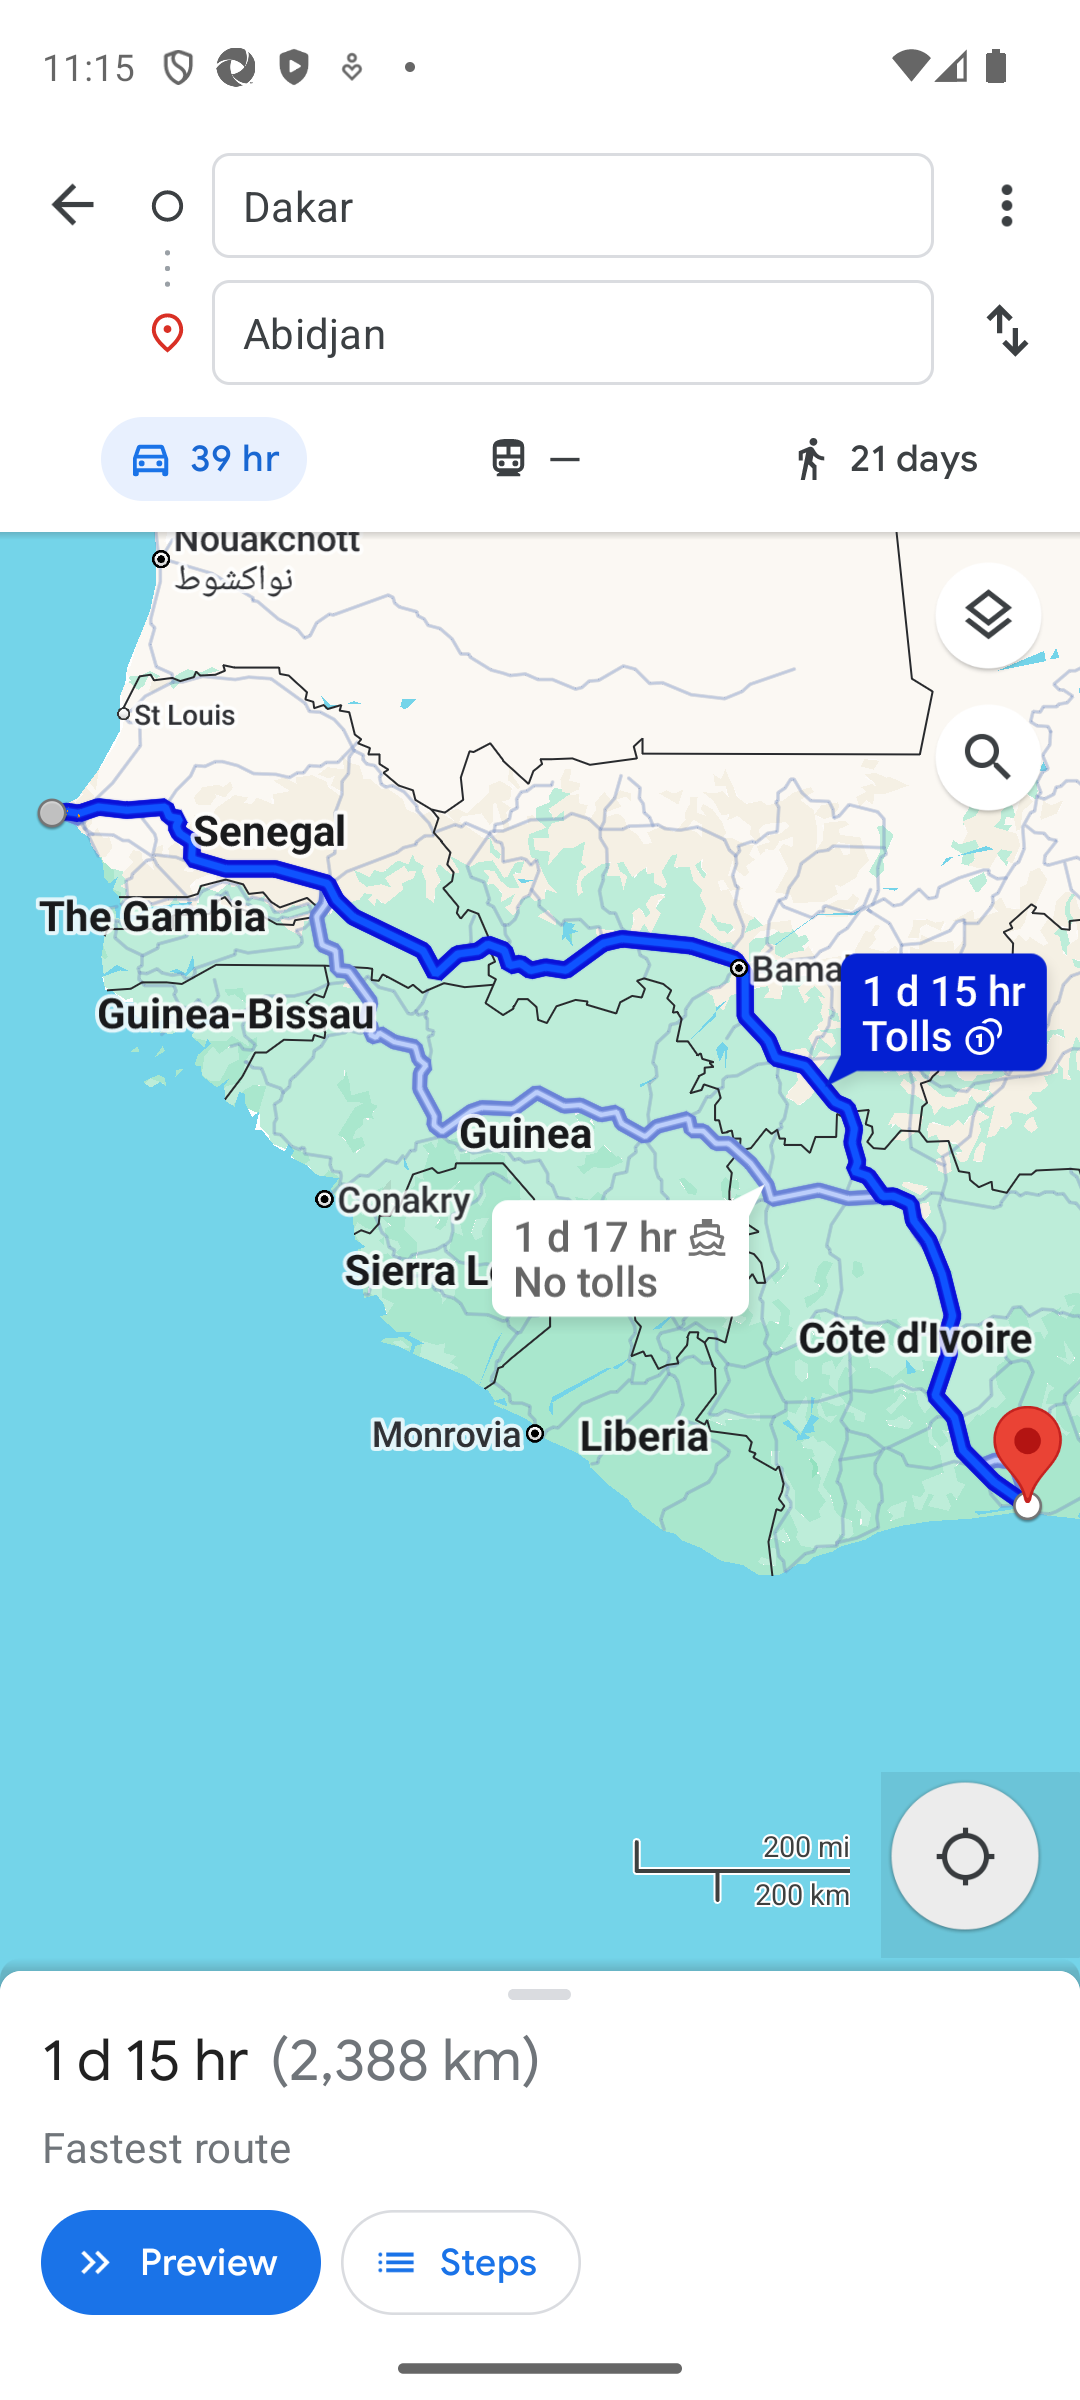 11:15
Dakar
Abidjan
39 hr
—
21 days
Nouakchott
نواكشوط
St Louis
Senegal
The Gambia
Bama
1 d 15 hr
Tolls
Guinea-Bissau
Guinea
Conakry
1 d 17 hr
No tolls
Sierra L
Côte d'Ivoire
Monrovia
Liberia
200 mi
200 km
1 d 15 hr (2,388 km)
Fastest route
Preview
Steps